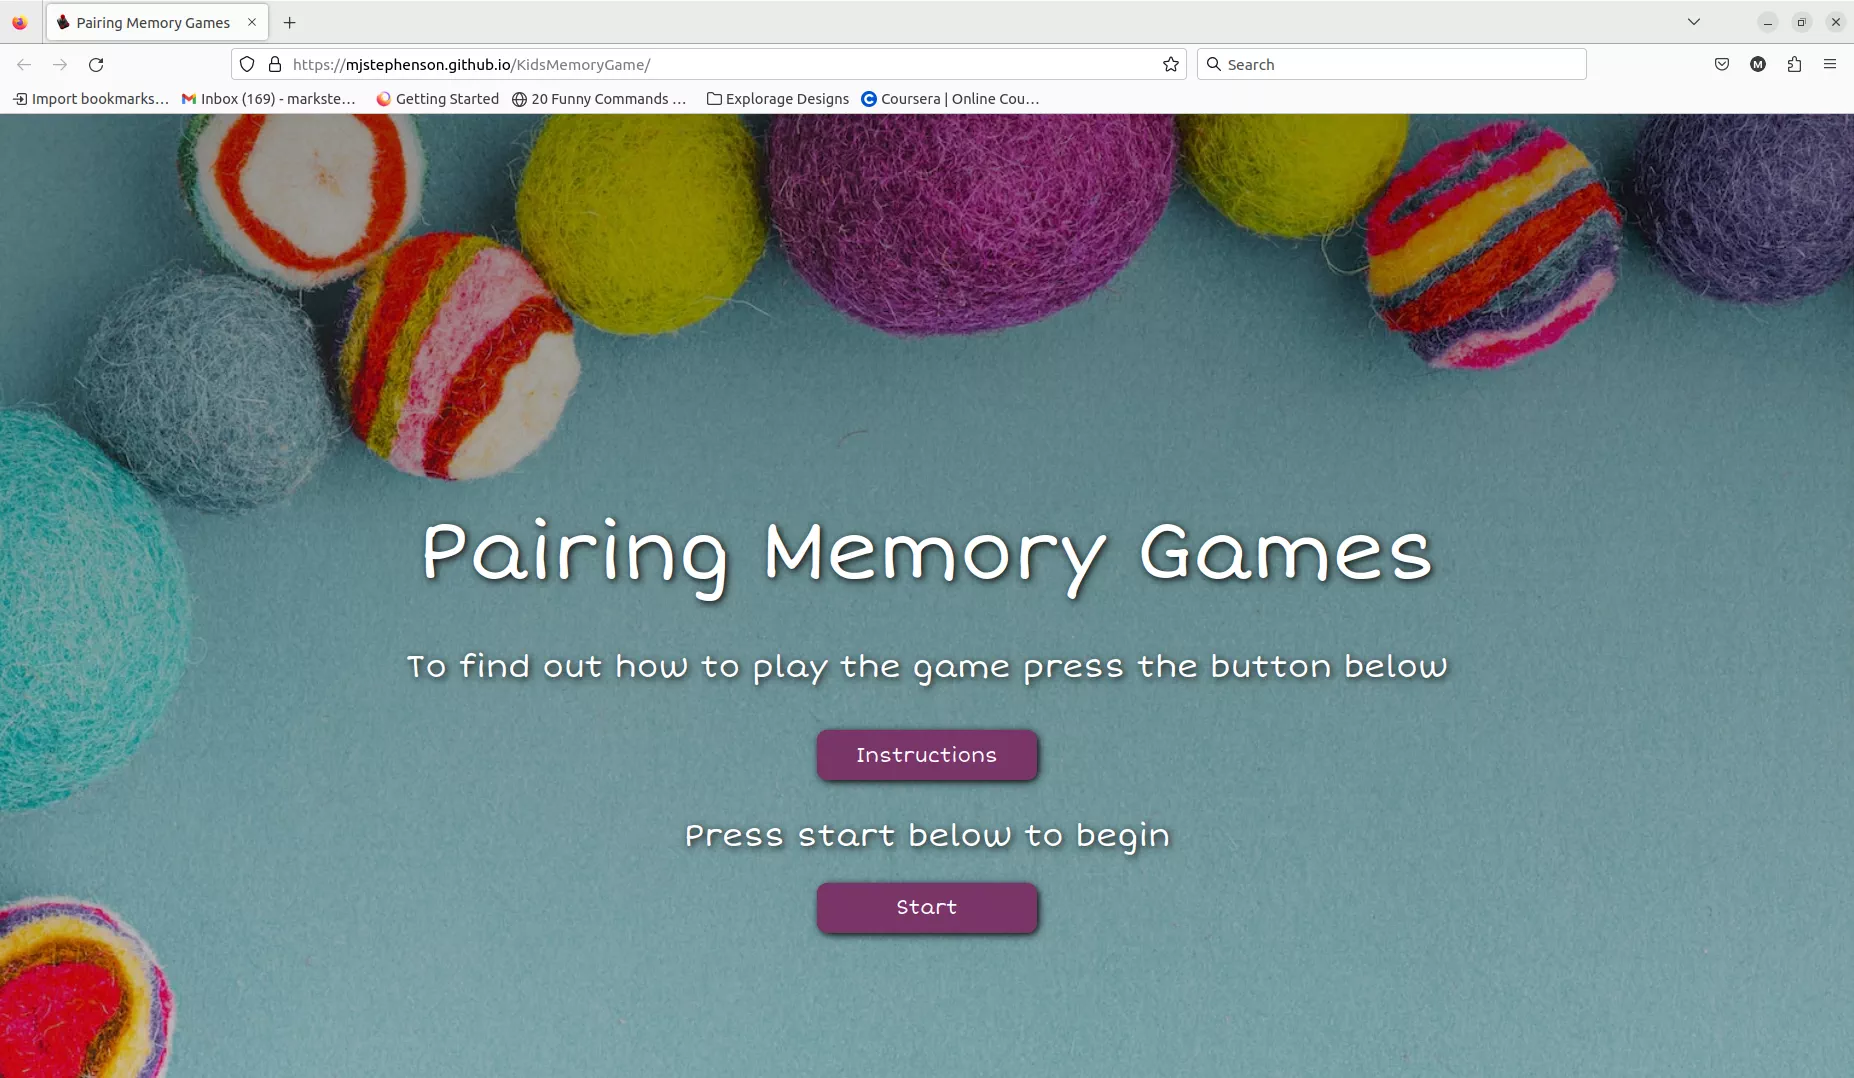 Pairing Memory Games
https://mjstephenson.github.io/KidsMemoryGame/
Search
M
Import bookmarks…
Inbox (169) - markste…
Getting Started
20 Funny Commands …
Explorage Designs
Coursera | Online Cou…
Pairing Memory Games
To find out how to play the game press the button below
Instructions
Press start below to begin
Start